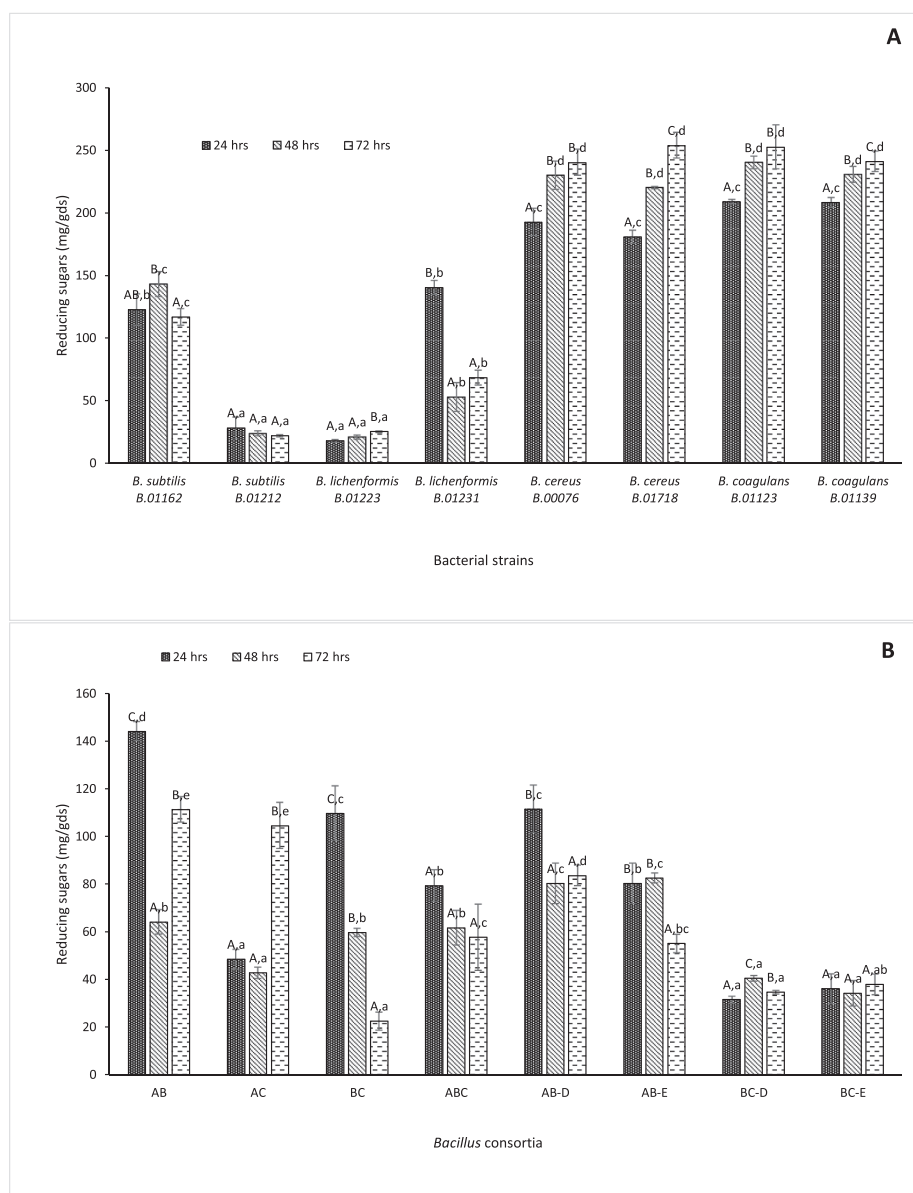 A
300
250
200
150
100
50
0
Reducing sugars (mg/gds)
24 hrs 48 hrs 72 hrs
AB,b B,c A,c
A,a A,a A,a
A,a A,a B,a
B,b A,b A,b
A,c B,d B,d
A,c B,d C,d
A,c B,d B,d
A,c B,d C,d
B. subtilis B. subtilis B. lichenformis B. lichenformis B. cereus B. cereus B. coagulans B. coagulans
B.01162 B.01212 B.01223 B.01231 B.00076 B.01718 B.01123 B.01139
Bacterial strains
B
24 hrs 48 hrs 72 hrs
160
140
120
100
80
60
40
20
0
Reducing sugars (mg/gds)
C,d A,b B,e
A,a A,a B,e
C,c B,b A,a
A,b A,b A,c
B,c A,c A,d
B,b B,c A,bc
A,a C,a B,a
A,a A,a A,ab
AB AC BC ABC AB-D AB-E BC-D BC-E
Bacillus consortia